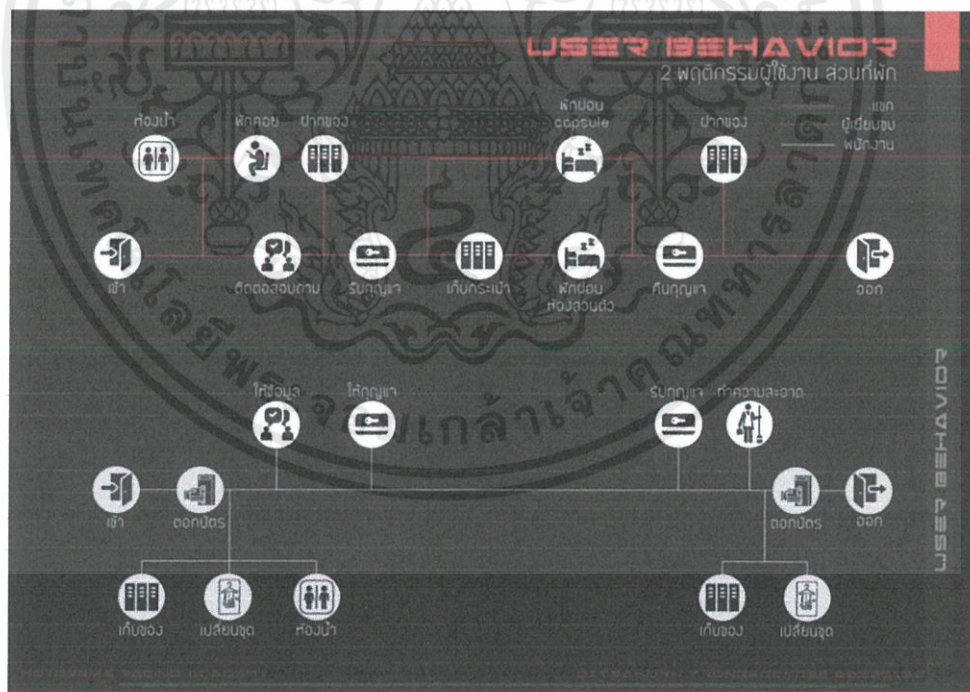 USER BEHAVIOR
2 พฤติกรรมผู้ใช้งาน ส่วนที่พัก
แขก
ผู้เยี่ยมชม
พนักงาน
ห้องน้ำ
พักคอย
ฝากของ
พักผ่อน
capsule
ฝากของ
เข้า
ติดต่อสอบถาม
รับกุญแจ
เก็บกระเป๋า
พักผ่อน
ห้องส่วนตัว
คืนกุญแจ
ออก
ให้ข้อมูล
ให้กุญแจ
รับกุญแจ
ทำความสะอาด
เข้า
ตอกบัตร
ตอกบัตร
ออก
เก็บของ
เปลี่ยนชุด
ห้องน้ำ
เก็บของ
เปลี่ยนชุด
USER BEHAVIOR